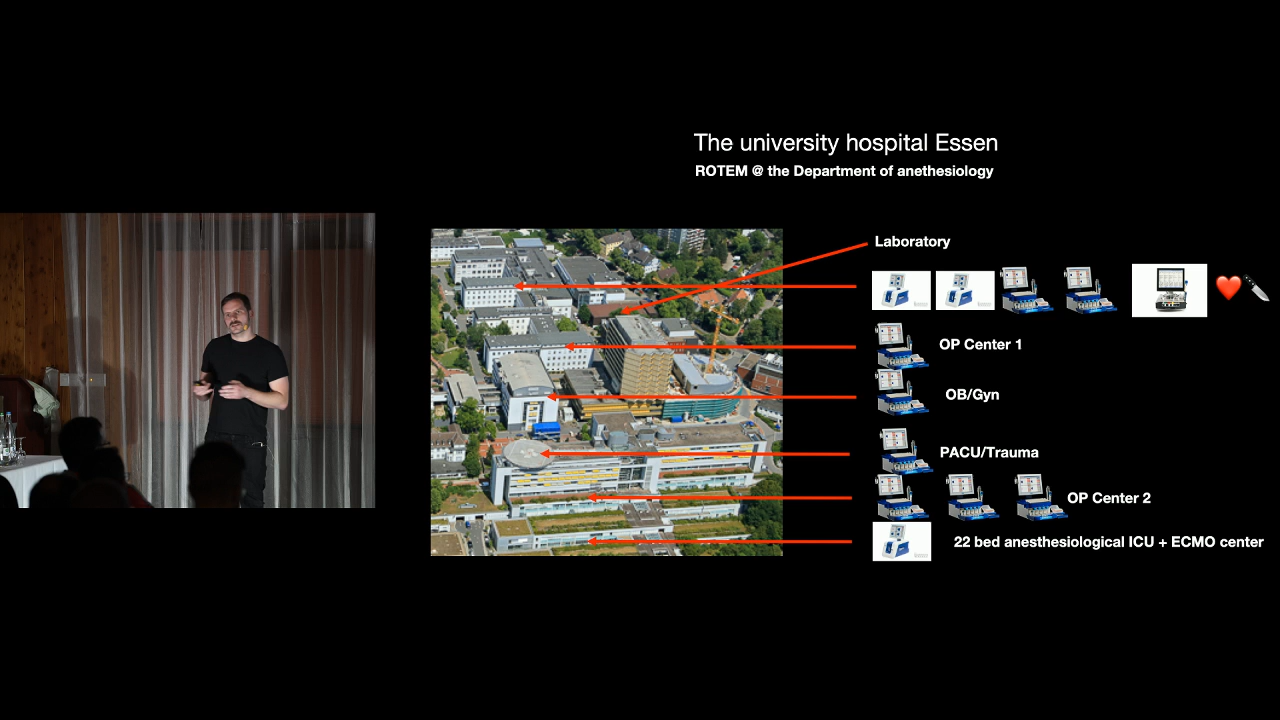 The university hospital Essen
ROTEM @ the Department of anethesiology
Laboratory
OP Center 1
OB/Gyn
PACU/Trauma
OP Center 2
22 bed anesthesiological ICU + ECMO center